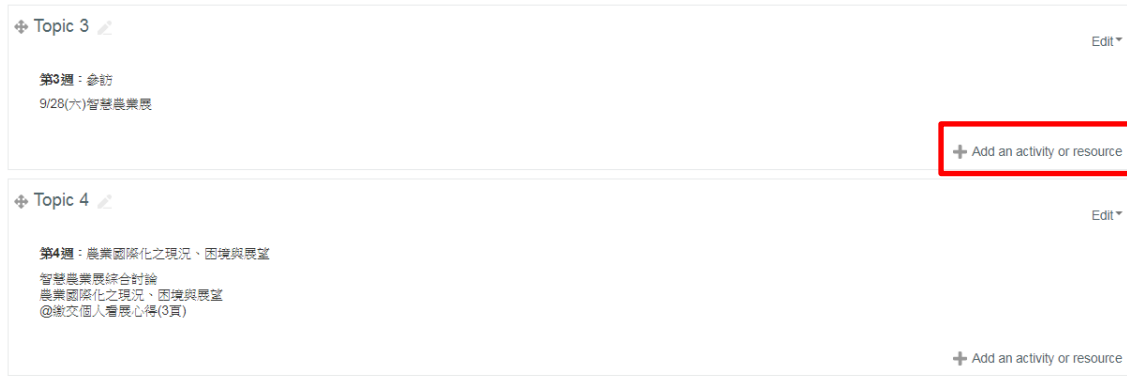 Topic 3
Edit
第3週：參訪
9/28(六)智慧農業展
Add an activity or resource
Topic 4
Edit
第4週：農業國際化之現況、困境與展望
智慧農業展綜合討論
農業國際化之現況、困境與展望
@繳交個人看展心得(3頁)
Add an activity or resource